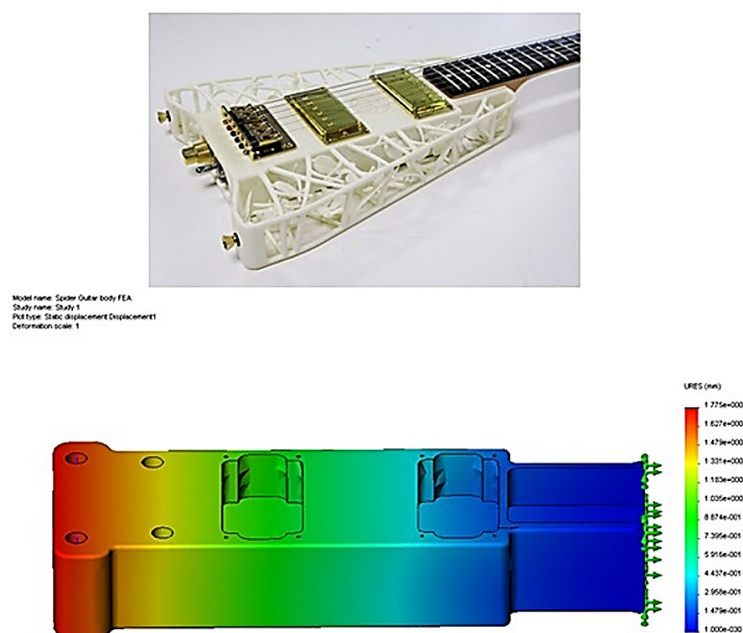 Model name: Spider Guitar body FEA
Study name: Study 1
Plot type: Static displacement Displacement1
Deformation scale: 1
URES (mm)
1.775e+000
1.627e+000
1.479e+000
1.331e+000
1.183e+000
1.035e+000
8.874e-001
7.395e-001
5.916e-001
4.437e-001
2.958e-001
1.479e-001
1.000e-030